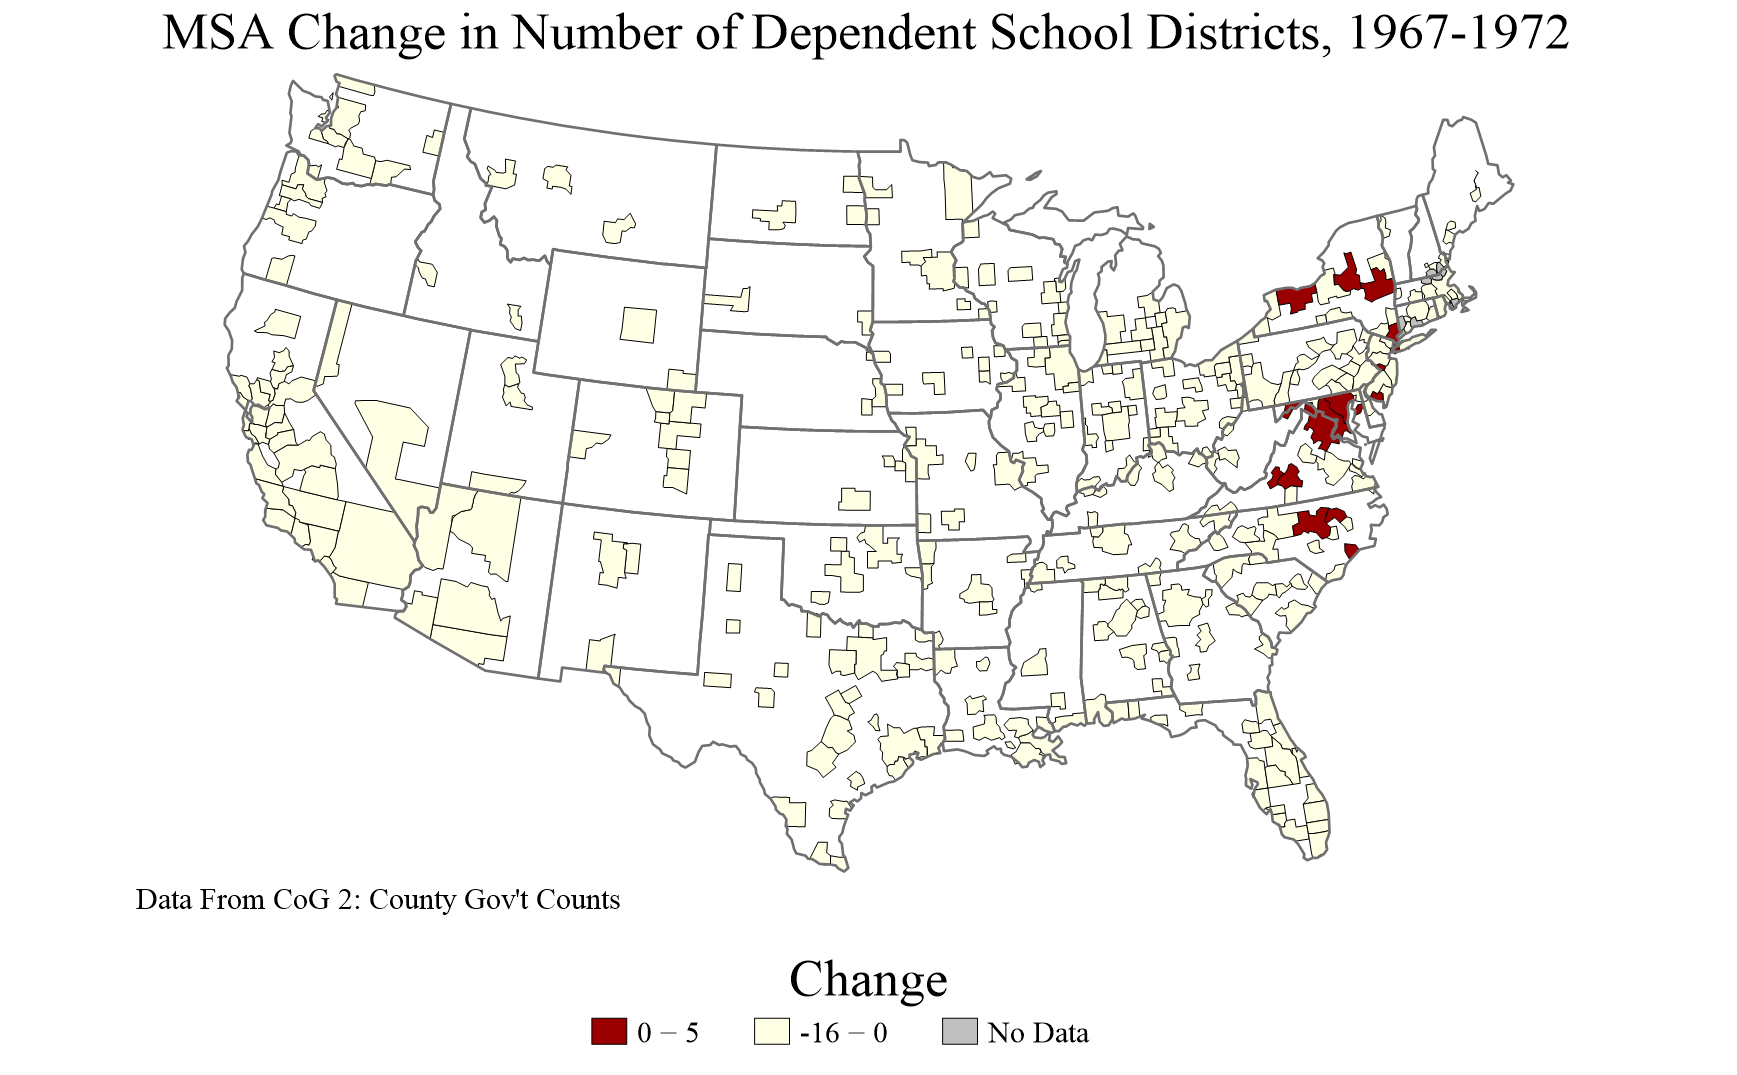 MSA Change in Number of Dependent School Districts, 1967-1972
Data From CoG 2: County Gov't Counts
Change
0 − 5
-16 − 0
No Data